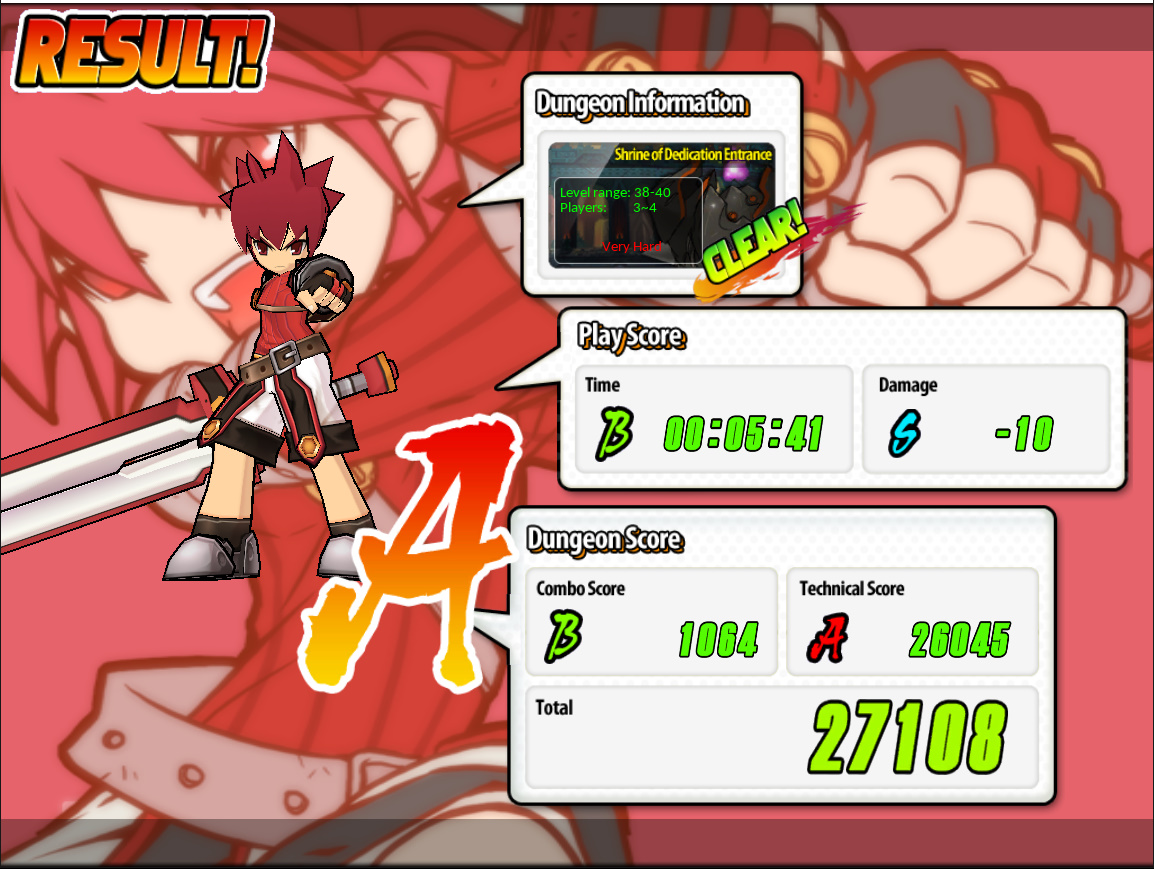 RESULT!
Dungeon Information
Shrine of Dedication Entrance
Level range: 38-40
Players: 3~4
Very Hard
CLEAR!
Play Score
Time
B 00:05:41
Damage
S -10
A
Dungeon Score
Combo Score
B 1064
Technical Score
A 26045
Total
27108